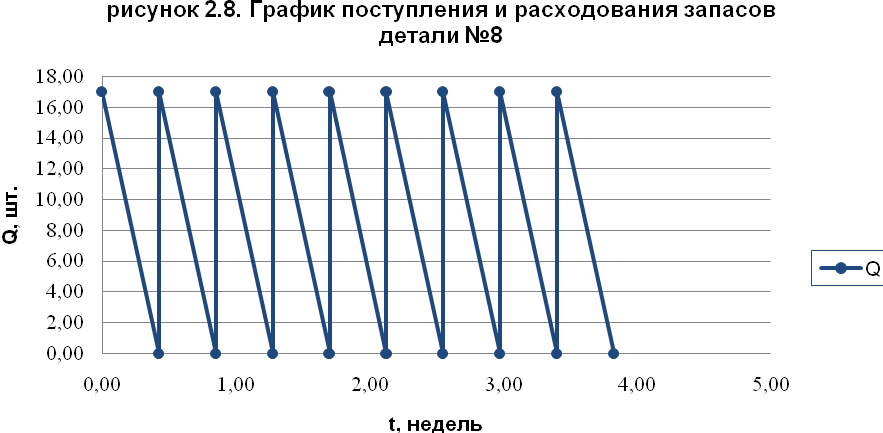 рисунок 2.8. График поступления и расходования запасов
детали №8
18,00
16,00
14,00
12,00
10,00
8,00
6,00
4,00
2,00
0,00
Q, шт.
0,00 1,00 2,00 3,00 4,00 5,00
t, недель
Q